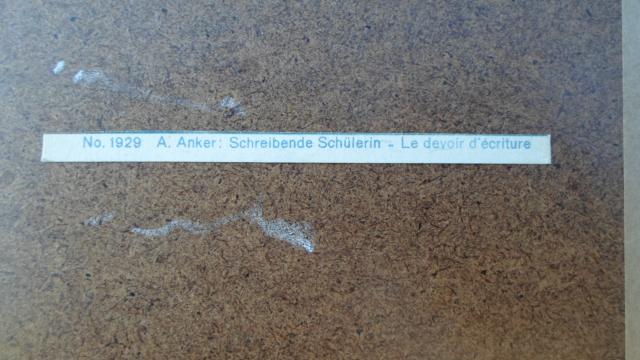 No. 1929 A. Anker: Schreibende Schülerin - Le devoir d'écriture